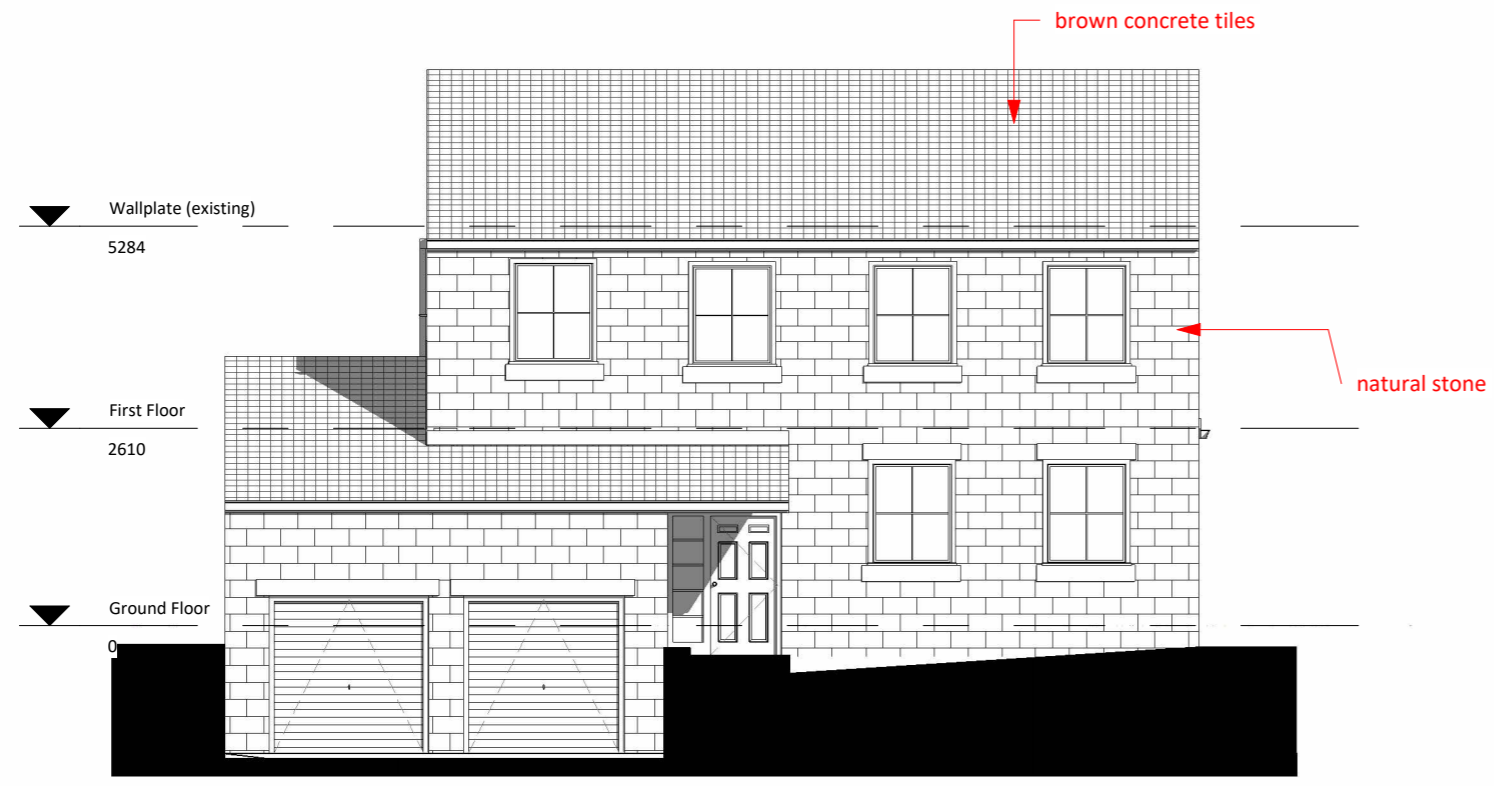 brown concrete tiles
Wallplate (existing)
5284
natural stone
First Floor
2610
Ground Floor
0